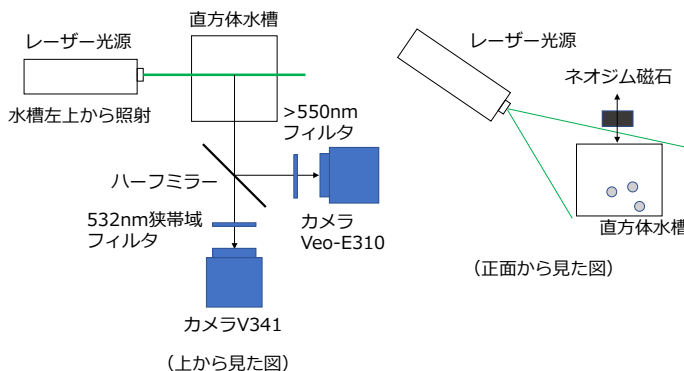 直方体水槽
レーザー光源
水槽左上から照射
>550nm
フィルタ
ハーフミラー
532nm狭帯域
フィルタ
カメラ
Veo-E310
カメラV341
（上から見た図）
レーザー光源
ネオジム磁石
直方体水槽
（正面から見た図）